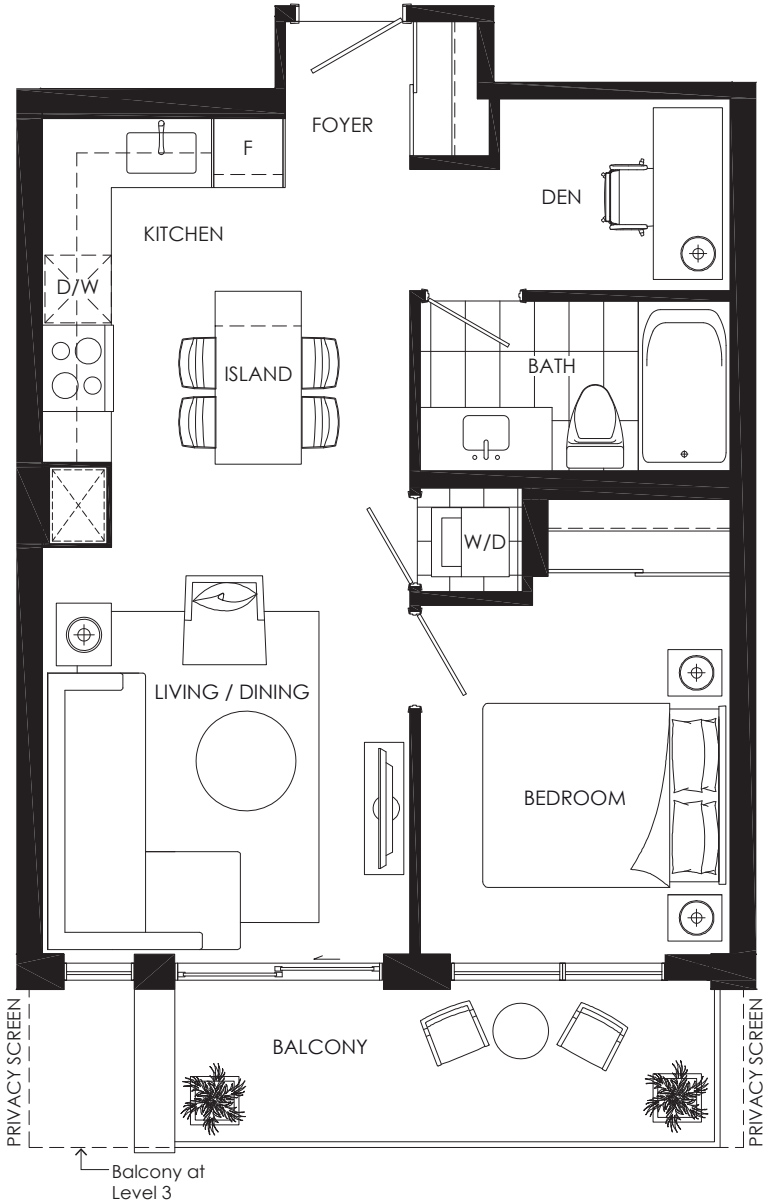 FOYER
F
DEN
KITCHEN
D/W
ISLAND
BATH
W/D
LIVING / DINING
BEDROOM
PRIVACY SCREEN
BALCONY
PRIVACY SCREEN
Balcony at
Level 3